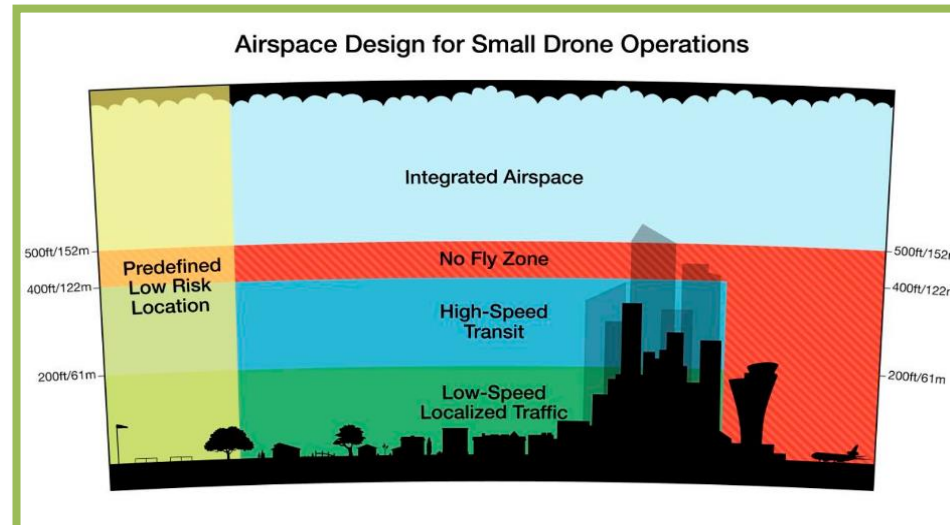 Airspace Design for Small Drone Operations
Integrated Airspace
500ft/152m
500ft/152m
No Fly Zone
Predefined
Low Risk
Location
400ft/122m
400ft/122m
High-Speed
Transit
200ft/61m
200ft/61m
Low-Speed
Localized Traffic